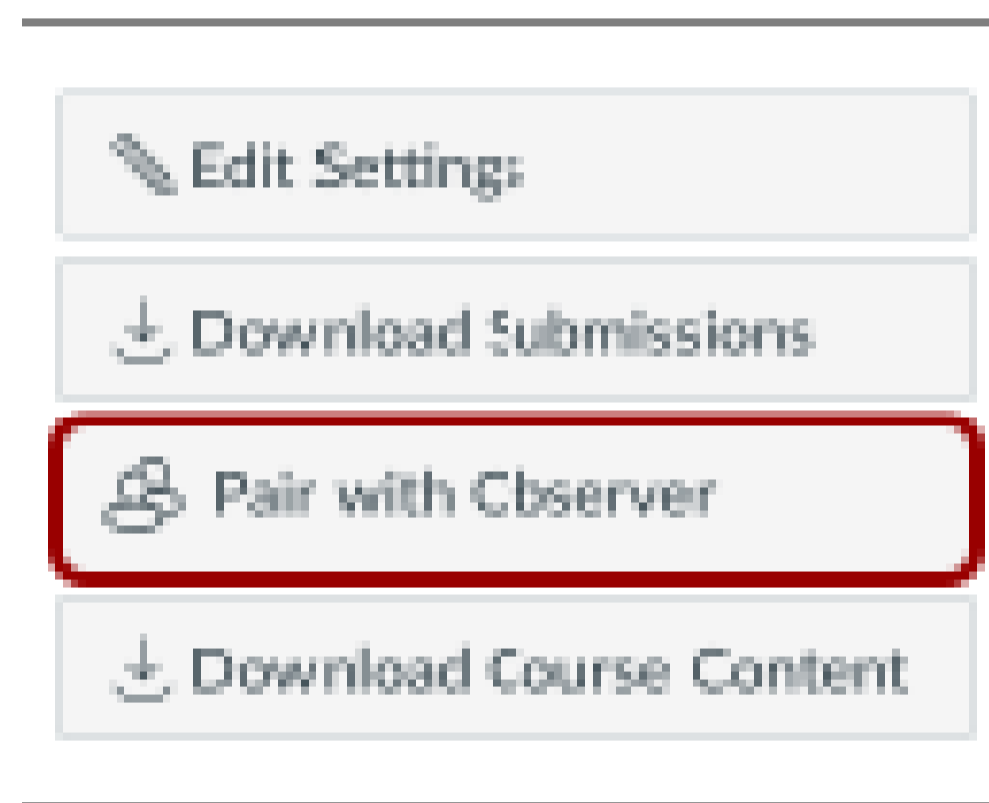 Edit Settings
Download Submissions
Pair with Observer
Download Course Content